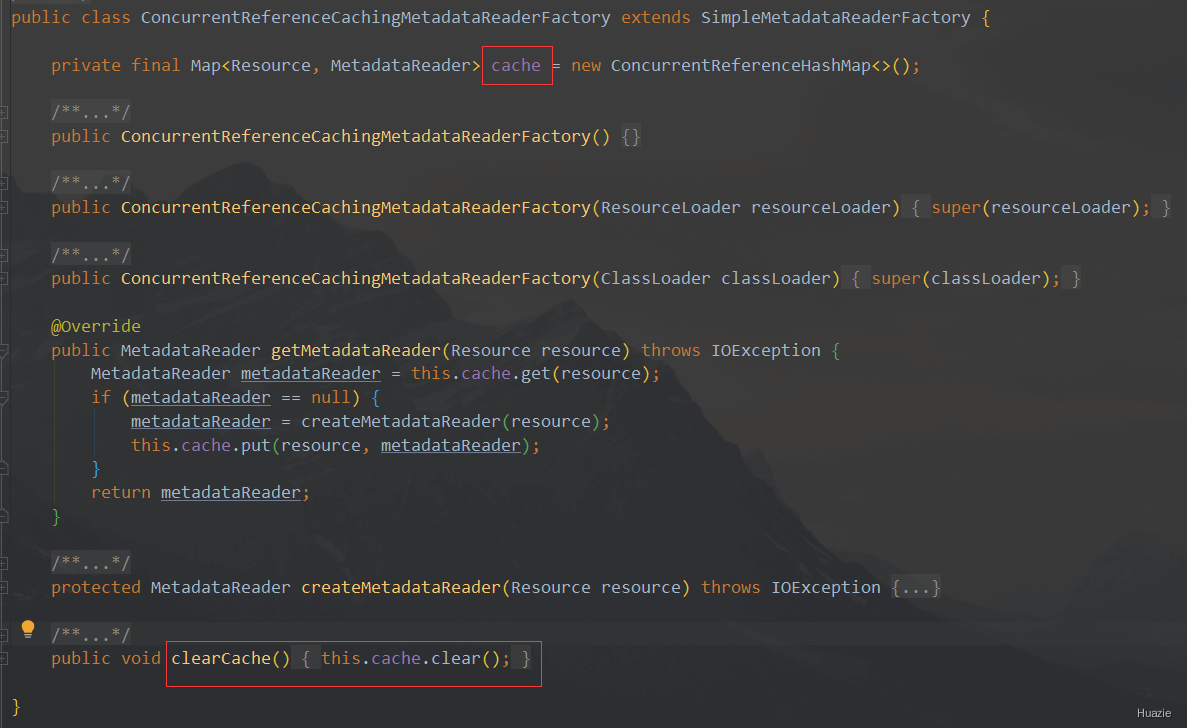 public class ConcurrentReferenceCachingMetadataReaderFactory extends SimpleMetadataReaderFactory {
private final Map<Resource, MetadataReader> cache = new ConcurrentReferenceHashMap<>();
/**...*/
public ConcurrentReferenceCachingMetadataReaderFactory() {}
/**...*/
public ConcurrentReferenceCachingMetadataReaderFactory(ResourceLoader resourceLoader) { super(resourceLoader); }
/**...*/
public ConcurrentReferenceCachingMetadataReaderFactory(ClassLoader classLoader) { super(classLoader); }
@Override
public MetadataReader getMetadataReader(Resource resource) throws IOException {
MetadataReader metadataReader = this.cache.get(resource);
if (metadataReader == null) {
metadataReader = createMetadataReader(resource);
this.cache.put(resource, metadataReader);
}
return metadataReader;
}
/**...*/
protected MetadataReader createMetadataReader(Resource resource) throws IOException {...}
/**...*/
public void clearCache() { this.cache.clear(); }
}
Huazie